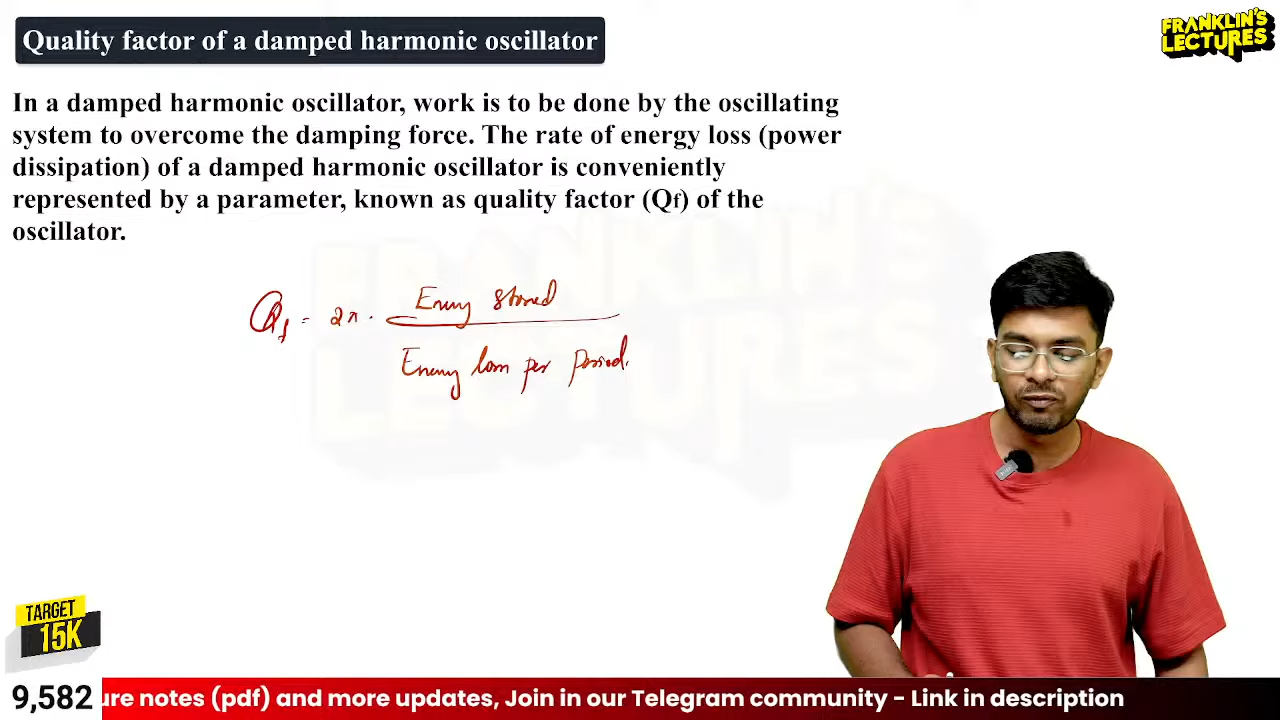 Quality factor of a damped harmonic oscillator
FRANKLIN'S
LECTURES
In a damped harmonic oscillator, work is to be done by the oscillating
system to overcome the damping force. The rate of energy loss (power
dissipation) of a damped harmonic oscillator is conveniently
represented by a parameter, known as quality factor (Qf) of the
oscillator.
FRANKLIN'S
LECTURES
Energy stored
Qf = 2π .
Energy loss per Period.
TARGET
15K
9,582
ure notes (pdf) and more updates, Join in our Telegram community - Link in description